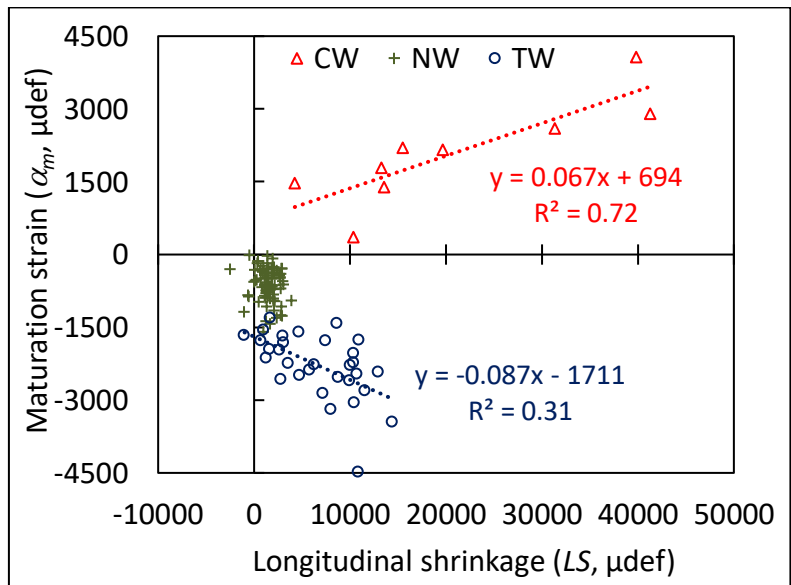 4500
3000
1500
0
-1500
-3000
-4500
Maturation strain (αm, µdef)
CW NW TW
y = 0.067x + 694
R² = 0.72
y = -0.087x - 1711
R² = 0.31
-10000 0 10000 20000 30000 40000 50000
Longitudinal shrinkage (LS, µdef)